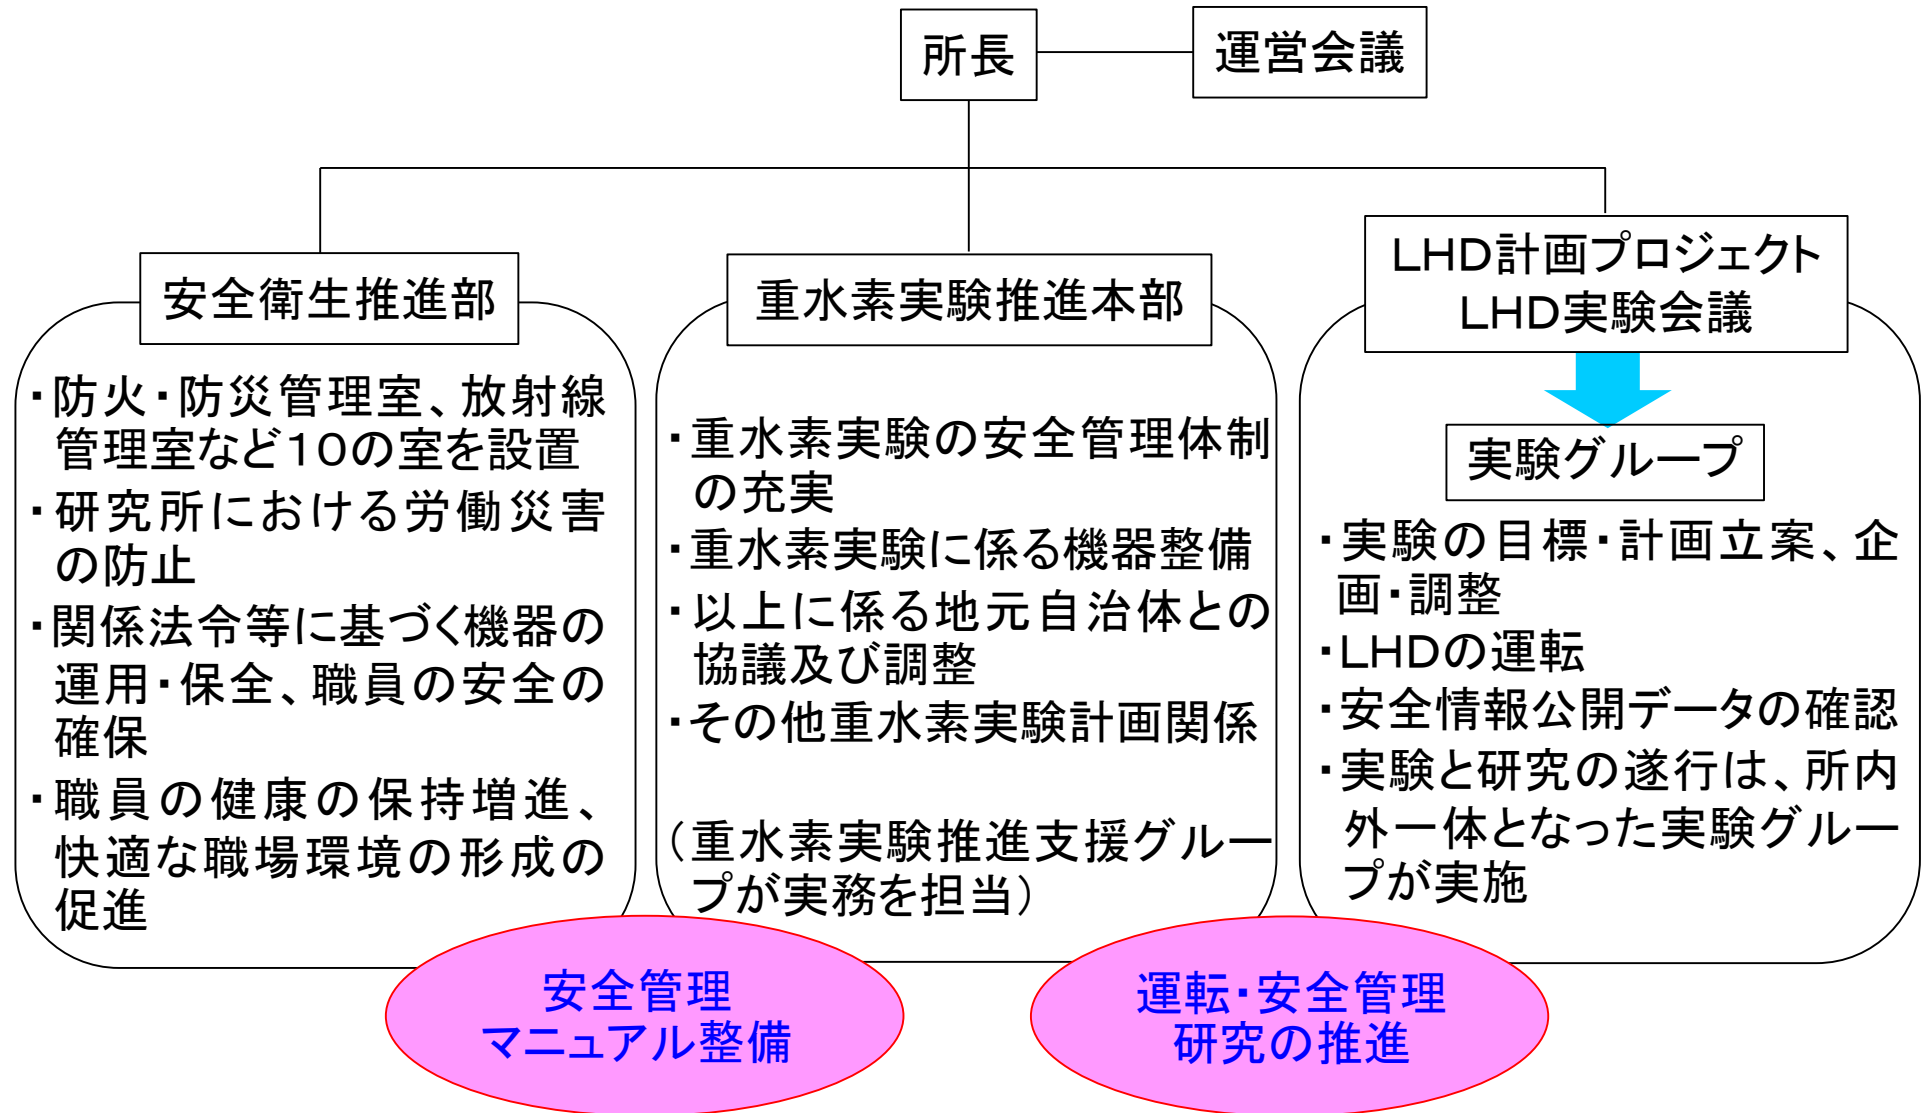 所長
運営会議
安全衛生推進部
・防火・防災管理室、放射線
管理室など10の室を設置
・研究所における労働災害
の防止
・関係法令等に基づく機器の
運用・保全、職員の安全の
確保
・職員の健康の保持増進、
快適な職場環境の形成の
促進
重水素実験推進本部
・重水素実験の安全管理体制
の充実
・重水素実験に係る機器整備
・以上に係る地元自治体との
協議及び調整
・その他重水素実験計画関係
（重水素実験推進支援グルー
プが実務を担当）
LHD計画プロジェクト
LHD実験会議
実験グループ
・実験の目標・計画立案、企
画・調整
・LHDの運転
・安全情報公開データの確認
・実験と研究の遂行は、所内
外一体となった実験グルー
プが実施
安全管理
マニュアル整備
運転・安全管理
研究の推進